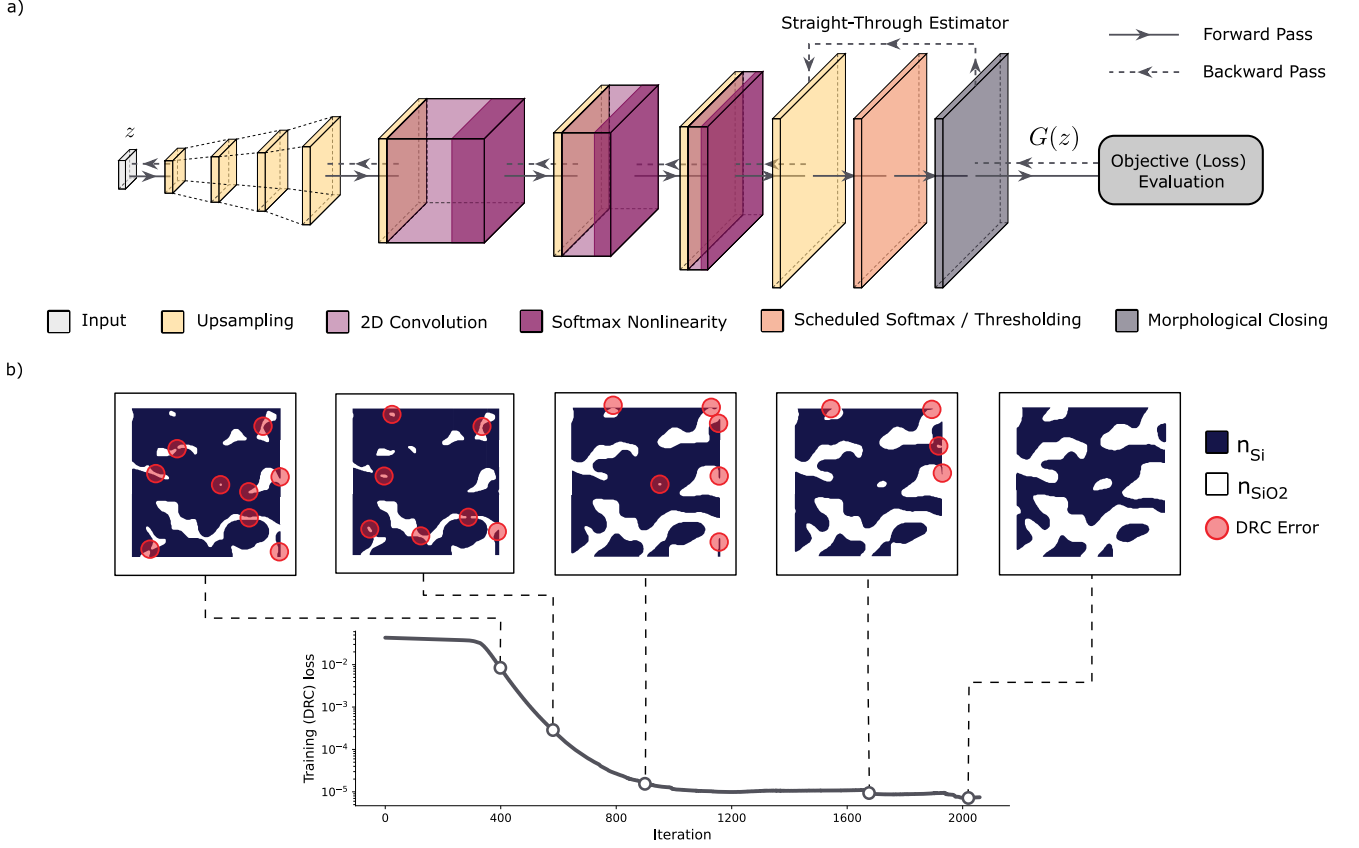 a)
Straight-Through Estimator
Forward Pass
Backward Pass
z
G(z)
Objective (Loss)
Evaluation
Input
Upsampling
2D Convolution
Softmax Nonlinearity
Scheduled Softmax / Thresholding
Morphological Closing
b)
n_Si
n_SiO2
DRC Error
Training (DRC) loss
10⁻²
10⁻³
10⁻⁴
10⁻⁵
0
400
800
1200
1600
2000
Iteration